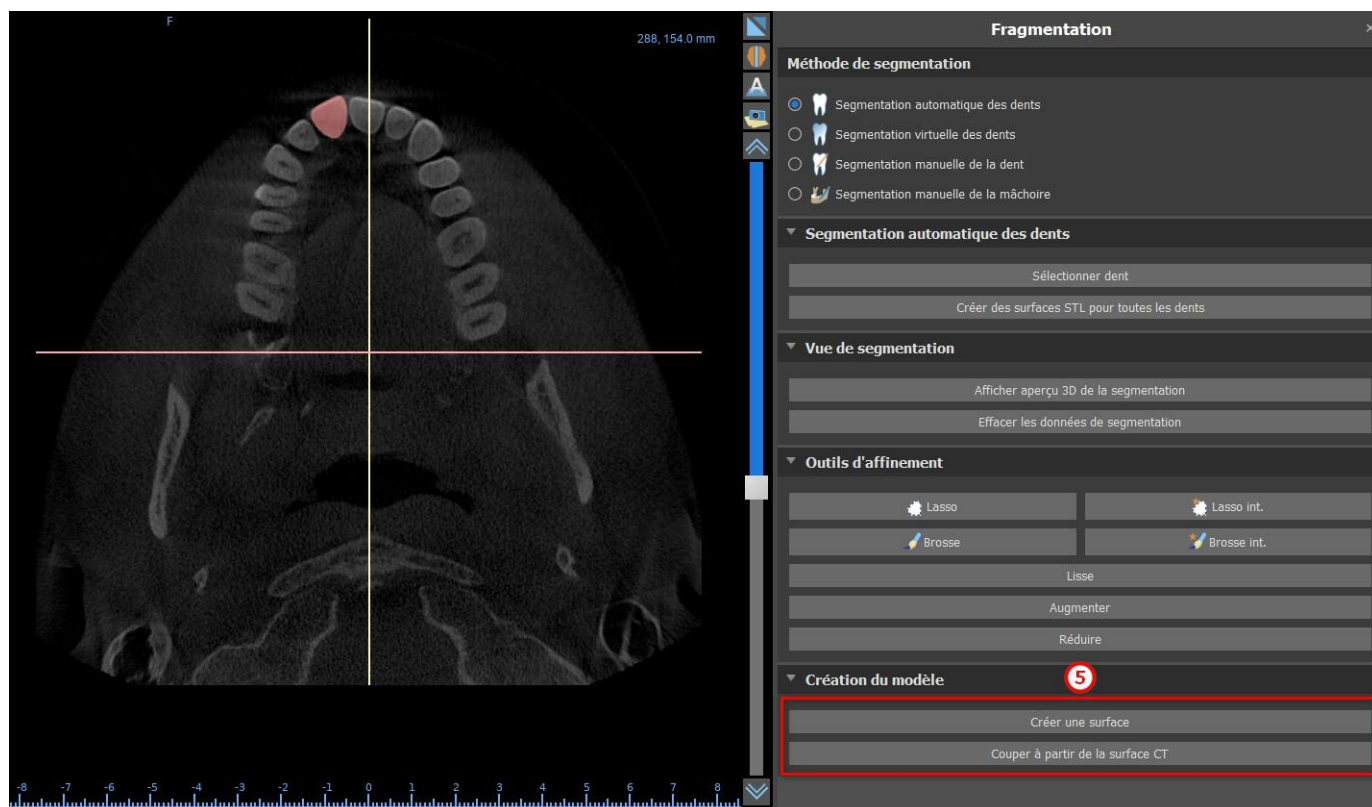 F
288, 154.0 mm
A
-8 -7 -6 -5 -4 -3 -2 -1 0 1 2 3 4 5 6 7 8
Fragmentation
Méthode de segmentation
Segmentation automatique des dents
Segmentation virtuelle des dents
Segmentation manuelle de la dent
Segmentation manuelle de la mâchoire
Segmentation automatique des dents
Sélectionner dent
Créer des surfaces STL pour toutes les dents
Vue de segmentation
Afficher aperçu 3D de la segmentation
Effacer les données de segmentation
Outils d'affinement
Lasso Lasso int.
Brosse Brosse int.
Lisse
Augmenter
Réduire
Création du modèle 5
Créer une surface
Couper à partir de la surface CT